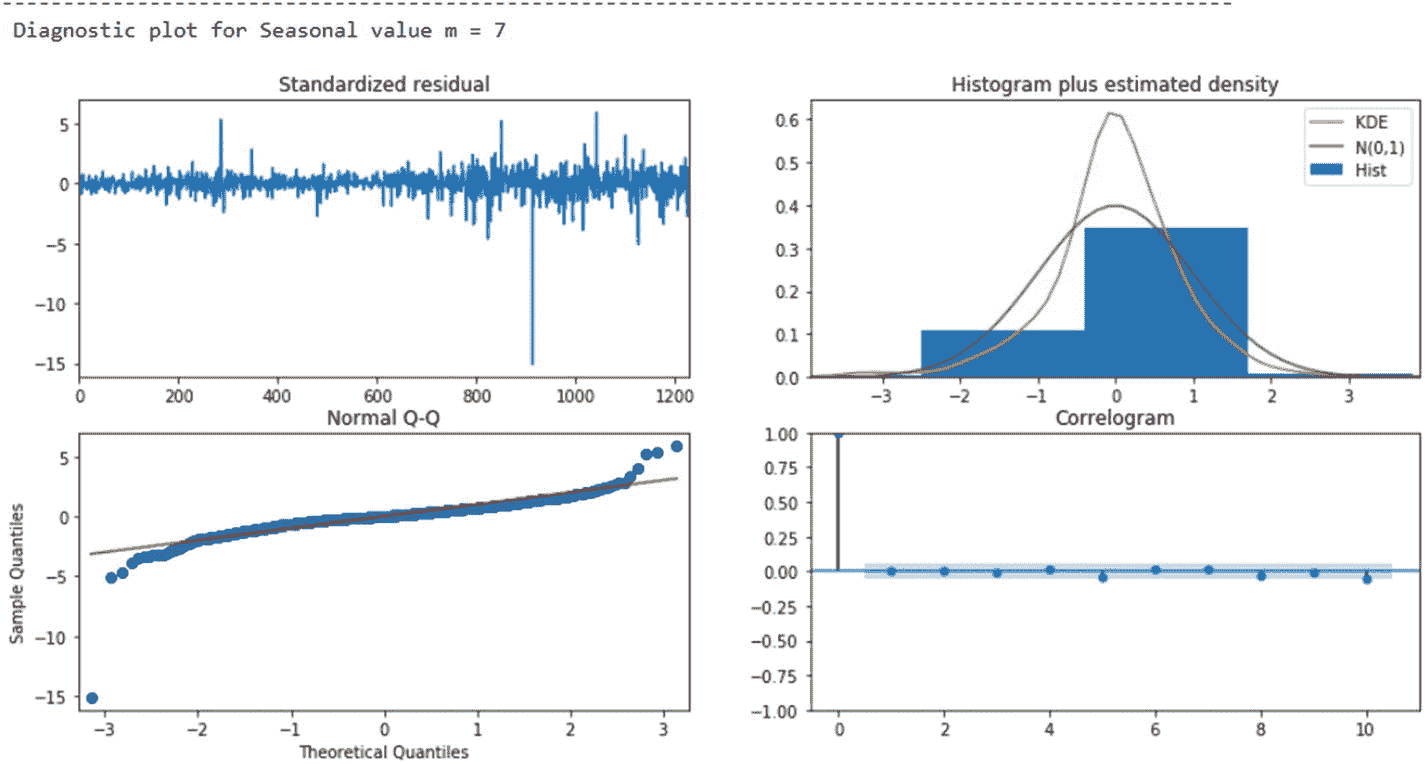 Diagnostic plot for Seasonal value m = 7
Standardized residual
5
0
−5
−10
−15
0 200 400 600 800 1000 1200
Histogram plus estimated density
KDE
N(0,1)
Hist
0.6
0.5
0.4
0.3
0.2
0.1
0.0
−3 −2 −1 0 1 2 3
Normal Q-Q
Sample Quantiles
5
0
−5
−10
−15
−3 −2 −1 0 1 2 3
Theoretical Quantiles
Correlogram
1.00
0.75
0.50
0.25
0.00
−0.25
−0.50
−0.75
−1.00
0 2 4 6 8 10